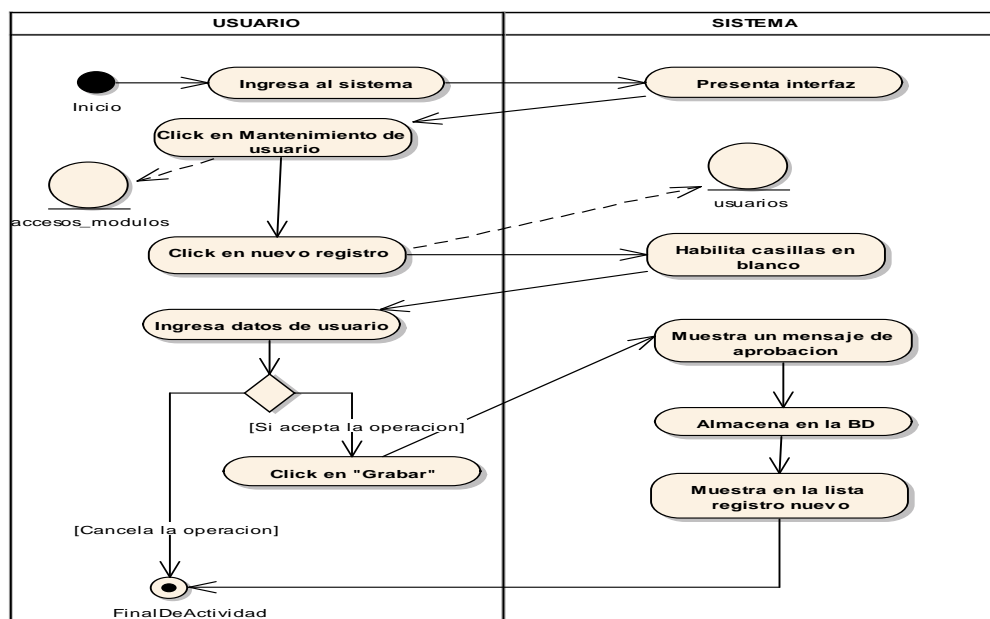 USUARIO
SISTEMA
Inicio
Ingresa al sistema
Presenta interfaz
Click en Mantenimiento de
usuario
accesos_modulos
usuarios
Click en nuevo registro
Habilita casillas en
blanco
Ingresa datos de usuario
Muestra un mensaje de
aprobacion
[Si acepta la operacion]
Almacena en la BD
Click en "Grabar"
Muestra en la lista
registro nuevo
[Cancela la operacion]
FinalDeActividad